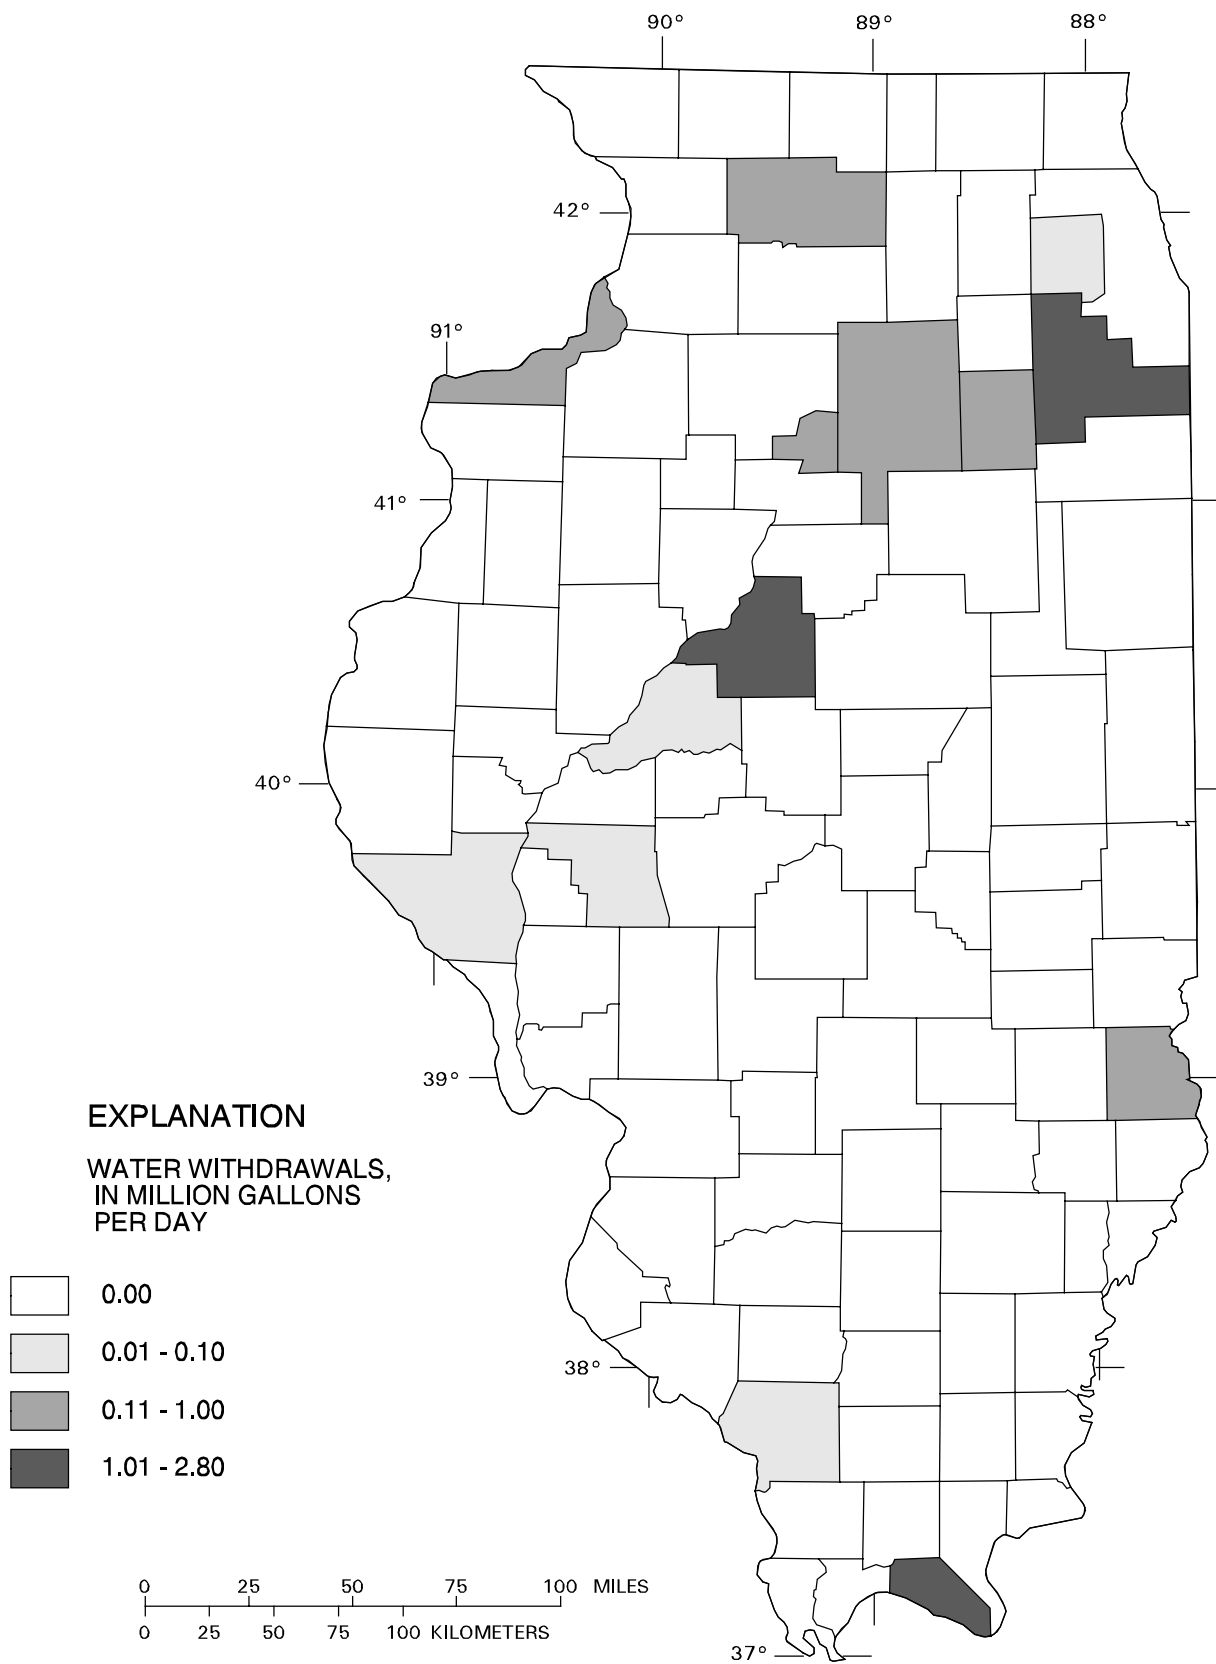 90° 89° 88°
42°
91°
41°
40°
39°
EXPLANATION
WATER WITHDRAWALS,
IN MILLION GALLONS
PER DAY
0.00
0.01 - 0.10
0.11 - 1.00
1.01 - 2.80
38°
0 25 50 75 100 MILES
0 25 50 75 100 KILOMETERS
37°